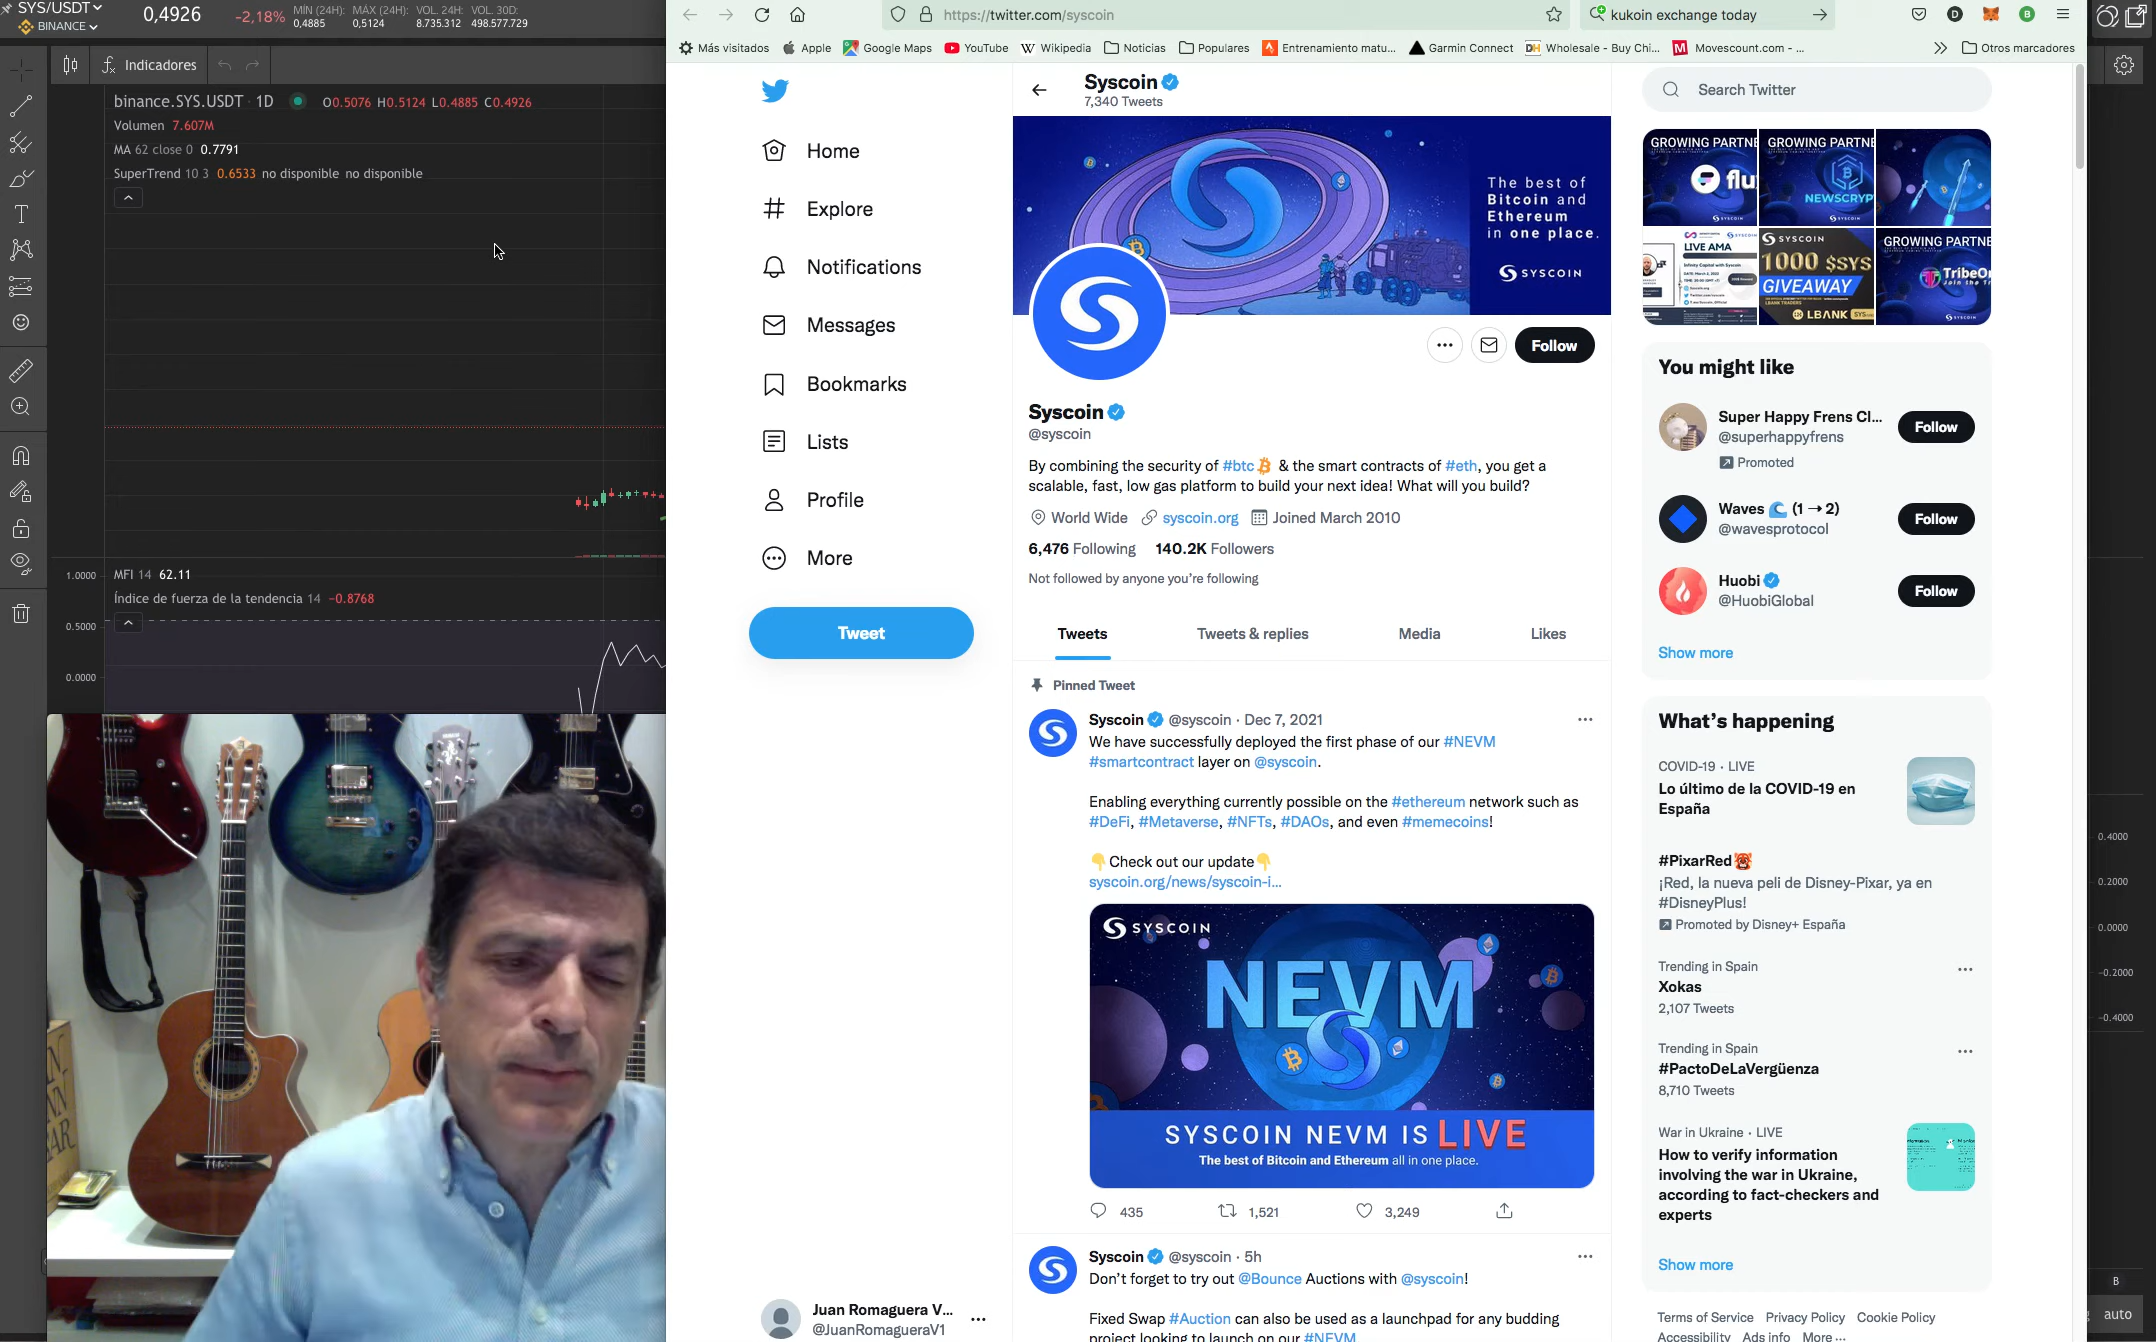 SYS/USDT
BINANCE
0,4926
-2,18%
MÍN (24H):
0,4885
MÁX (24H):
0,5124
VOL. 24H:
8.735.312
VOL. 30D:
498.577.729
Indicadores
binance.SYS.USDT · 1D O0.5076 H0.5124 L0.4885 C0.4926
Volumen 7.607M
MA 62 close 0 0.7791
SuperTrend 10 3 0.6533 no disponible no disponible
1.0000
MFI 14 62.11
Índice de fuerza de la tendencia 14 −0.8768
0.5000
0.0000
https://twitter.com/syscoin
kukoin exchange today
Más visitados
Apple
Google Maps
YouTube
Wikipedia
Noticias
Populares
Entrenamiento matu...
Garmin Connect
Wholesale - Buy Chi...
Movescount.com - ...
Otros marcadores
Home
Explore
Notifications
Messages
Bookmarks
Lists
Profile
More
Tweet
Juan Romaguera V...
@JuanRomagueraV1
Syscoin
7,340 Tweets
The best of
Bitcoin and
Ethereum
in one place.
SYSCOIN
Follow
Syscoin
@syscoin
By combining the security of #btc & the smart contracts of #eth, you get a
scalable, fast, low gas platform to build your next idea! What will you build?
World Wide syscoin.org Joined March 2010
6,476 Following 140.2K Followers
Not followed by anyone you're following
Tweets
Tweets & replies
Media
Likes
Pinned Tweet
Syscoin @syscoin · Dec 7, 2021
We have successfully deployed the first phase of our #NEVM
#smartcontract layer on @syscoin.
Enabling everything currently possible on the #ethereum network such as
#DeFi, #Metaverse, #NFTs, #DAOs, and even #memecoins!
👇Check out our update👇
syscoin.org/news/syscoin-i...
SYSCOIN
NEVM
SYSCOIN NEVM IS LIVE
The best of Bitcoin and Ethereum all in one place.
435
1,521
3,249
Syscoin @syscoin · 5h
Don't forget to try out @Bounce Auctions with @syscoin!
Fixed Swap #Auction can also be used as a launchpad for any budding
project looking to launch on our #NEVM
Search Twitter
GROWING PARTNE
flu
SYSCOIN
GROWING PARTNE
NEWSCRYP
SYSCOIN
LIVE AMA
SYSCOIN
1000 $SYS
GIVEAWAY
LBANK
GROWING PARTNE
TribeOn
SYSCOIN
You might like
Super Happy Frens Cl...
@superhappyfrens
Promoted
Follow
Waves 🌊 (1 → 2)
@wavesprotocol
Follow
Huobi
@HuobiGlobal
Follow
Show more
What's happening
COVID-19 · LIVE
Lo último de la COVID-19 en
España
#PixarRed
¡Red, la nueva peli de Disney-Pixar, ya en
#DisneyPlus!
Promoted by Disney+ España
Trending in Spain
Xokas
2,107 Tweets
Trending in Spain
#PactoDeLaVergüenza
8,710 Tweets
War in Ukraine · LIVE
How to verify information
involving the war in Ukraine,
according to fact-checkers and
experts
Show more
Terms of Service Privacy Policy Cookie Policy
Accessibility Ads info More ···
0.4000
0.2000
0.0000
−0.2000
−0.4000
B
auto